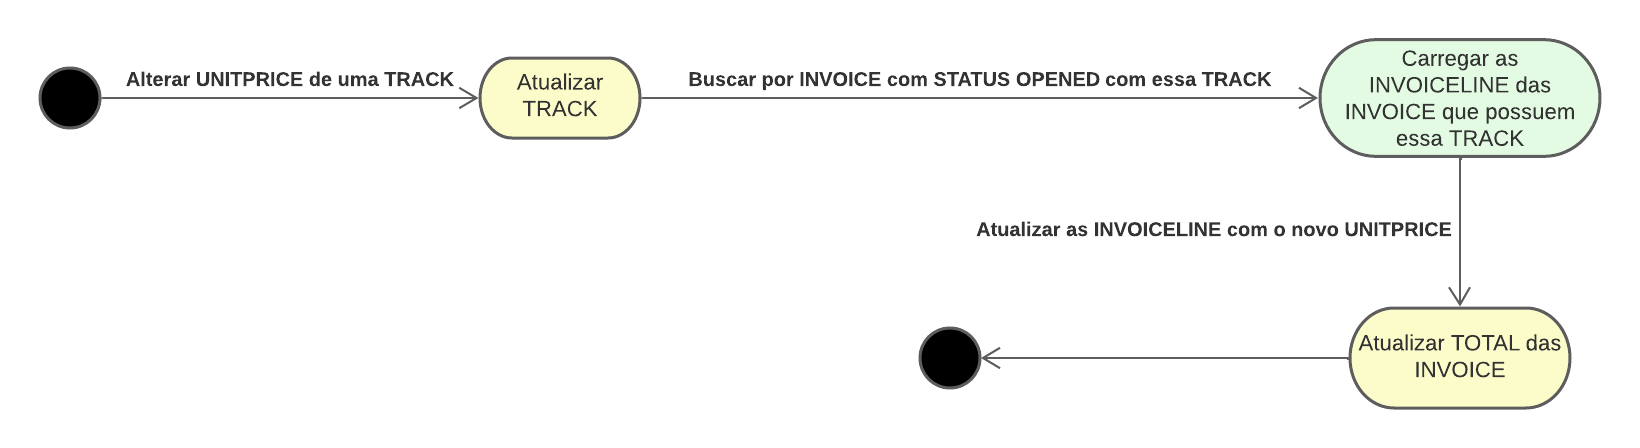 Alterar UNITPRICE de uma TRACK
Atualizar
TRACK
Buscar por INVOICE com STATUS OPENED com essa TRACK
Carregar as
INVOICELINE das
INVOICE que possuem
essa TRACK
Atualizar as INVOICELINE com o novo UNITPRICE
Atualizar TOTAL das
INVOICE